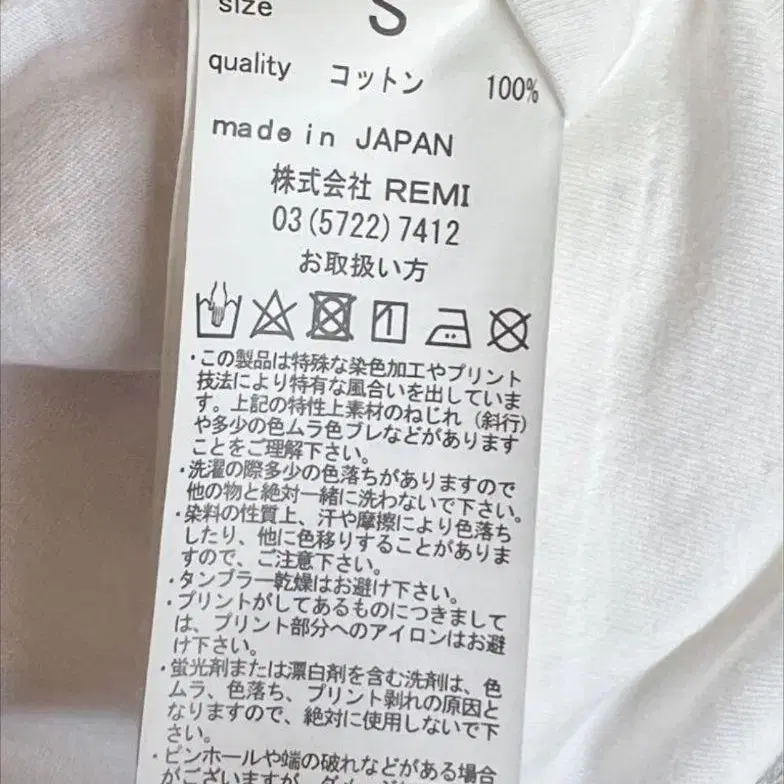 size S
quality コットン 100%
made in JAPAN
株式会社 REMI
03(5722)7412
お取扱い方
・この製品は特殊な染色加工やプリント
技法により特有な風合いを出していま
す。上記の特性上素材のねじれ（斜行）
や多少の色ムラ色ブレなどがあります
ことをご理解下さい。
・洗濯の際多少の色落ちがありますので
他の物と絶対一緒に洗わないで下さい。
・染料の性質上、汗や摩擦により色落ち
したり、他に色移りすることがありま
すので、ご注意下さい。
・タンブラー乾燥はお避け下さい。
・プリントがしてあるものにつきまして
は、プリント部分へのアイロンはお避
け下さい。
・蛍光剤または漂白剤を含む洗剤は、色
ムラ、色落ち、プリント剥れの原因と
なりますので、絶対に使用しないで下
さい。
・ピンホールや端の破れなどがある場合
がございますが、ダメージ